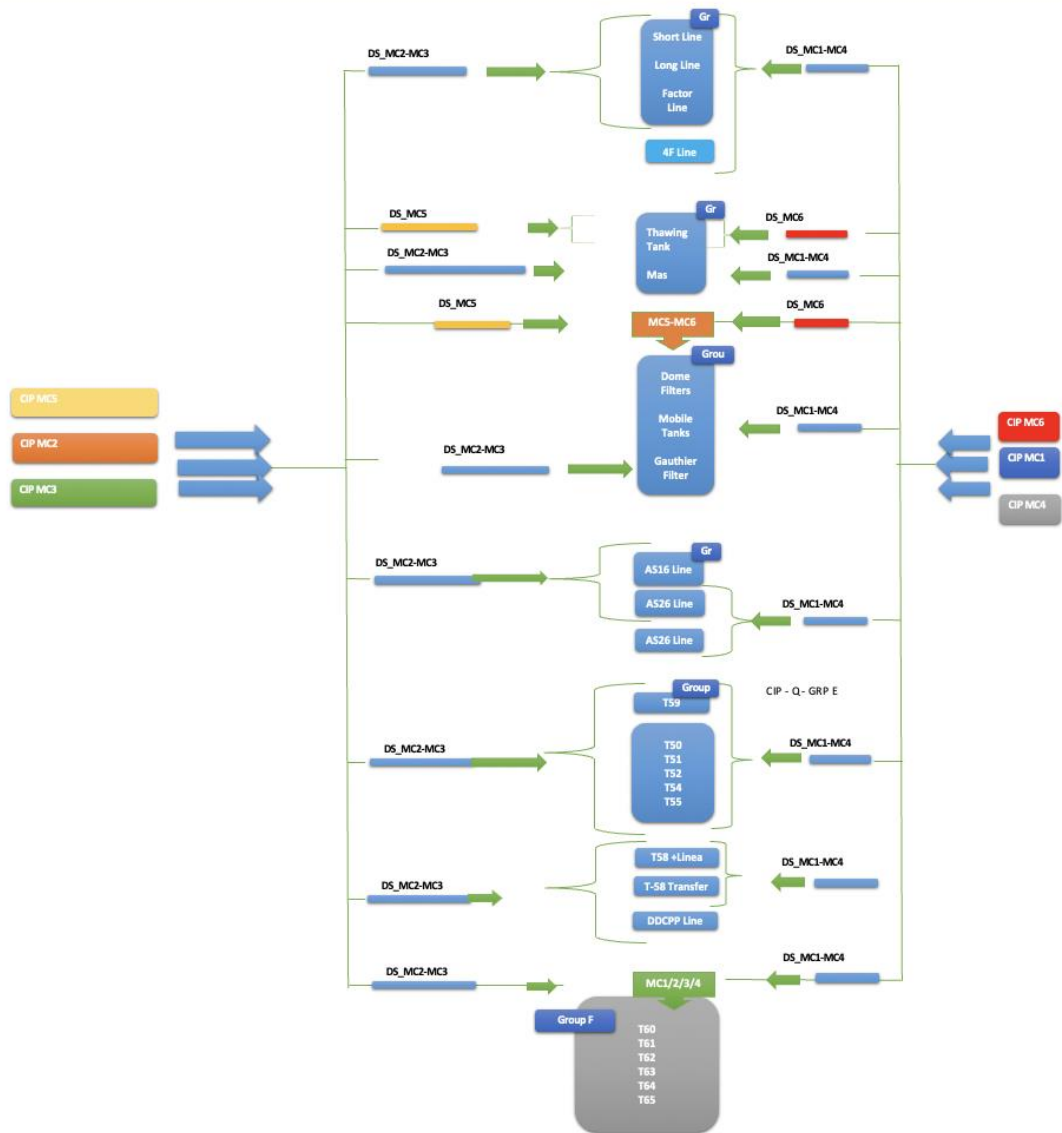 Gr
Short Line
Long Line
Factor
Line
4F Line
DS_MC2-MC3
DS_MC1-MC4
DS_MC5
Gr
DS_MC6
Thawing
Tank
Mas
DS_MC2-MC3
DS_MC1-MC4
DS_MC5
MC5-MC6
DS_MC6
Grou
Dome
Filters
Mobile
Tanks
Gauthier
Filter
DS_MC2-MC3
DS_MC1-MC4
CIP MC5
CIP MC2
CIP MC3
CIP MC6
CIP MC1
CIP MC4
DS_MC2-MC3
Gr
AS16 Line
AS26 Line
AS26 Line
DS_MC1-MC4
Group
T59
CIP - Q- GRP E
DS_MC2-MC3
T50
T51
T52
T54
T55
DS_MC1-MC4
T58 +Linea
T-58 Transfer
DDCPP Line
DS_MC2-MC3
DS_MC1-MC4
DS_MC2-MC3
MC1/2/3/4
DS_MC1-MC4
Group F
T60
T61
T62
T63
T64
T65